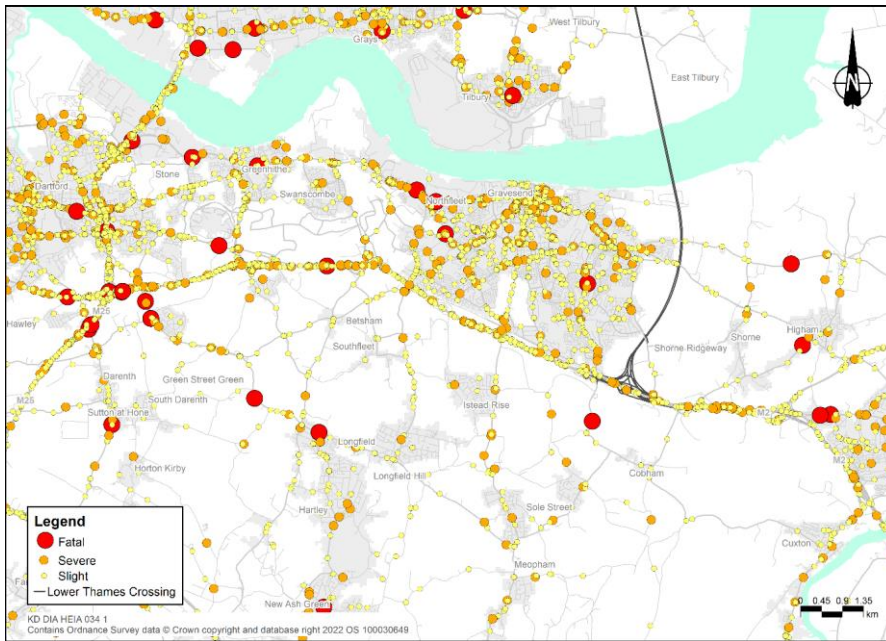 West Tilbury
Grays
East Tilbury
Tilbury
N
Stone
Greenhithe
Dartford
Swanscombe
Gravesend
Northfleet
M25
Hawley
Betsham
Higham
Shorne
Southfleet
Shorne Ridgeway
Darenth
Green Street Green
M25
South Darenth
Sutton at Hone
Istead Rise
M2
Longfield
Horton Kirby
Longfield Hill
Cobham
M2
Hartley
Sole Street
Cuxton
Meopham
New Ash Green
Legend
Fatal
Severe
Slight
Lower Thames Crossing
0 0.45 0.9 1.35
km
KD DIA HEIA 034 1
Contains Ordnance Survey data © Crown copyright and database right 2022 OS 100030649